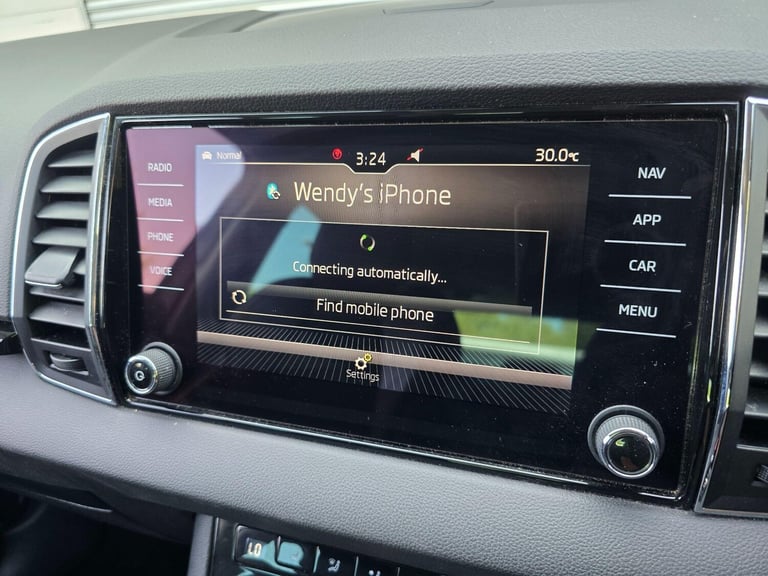 Normal
3:24
30.0°C
Wendy's iPhone
Connecting automatically...
Find mobile phone
Settings
RADIO
MEDIA
PHONE
VOICE
NAV
APP
CAR
MENU
LO